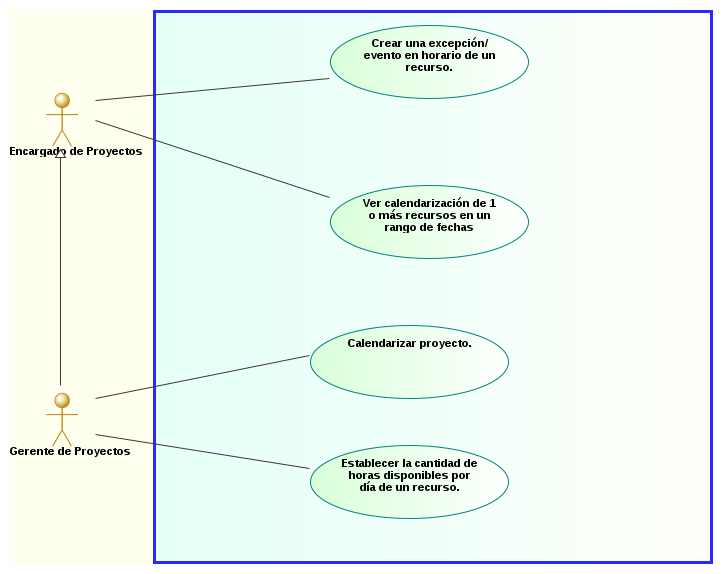 Crear una excepción/
evento en horario de un
recurso.
Encargado de Proyectos
Ver calendarización de 1
o más recursos en un
rango de fechas
Calendarizar proyecto.
Gerente de Proyectos
Establecer la cantidad de
horas disponibles por
día de un recurso.